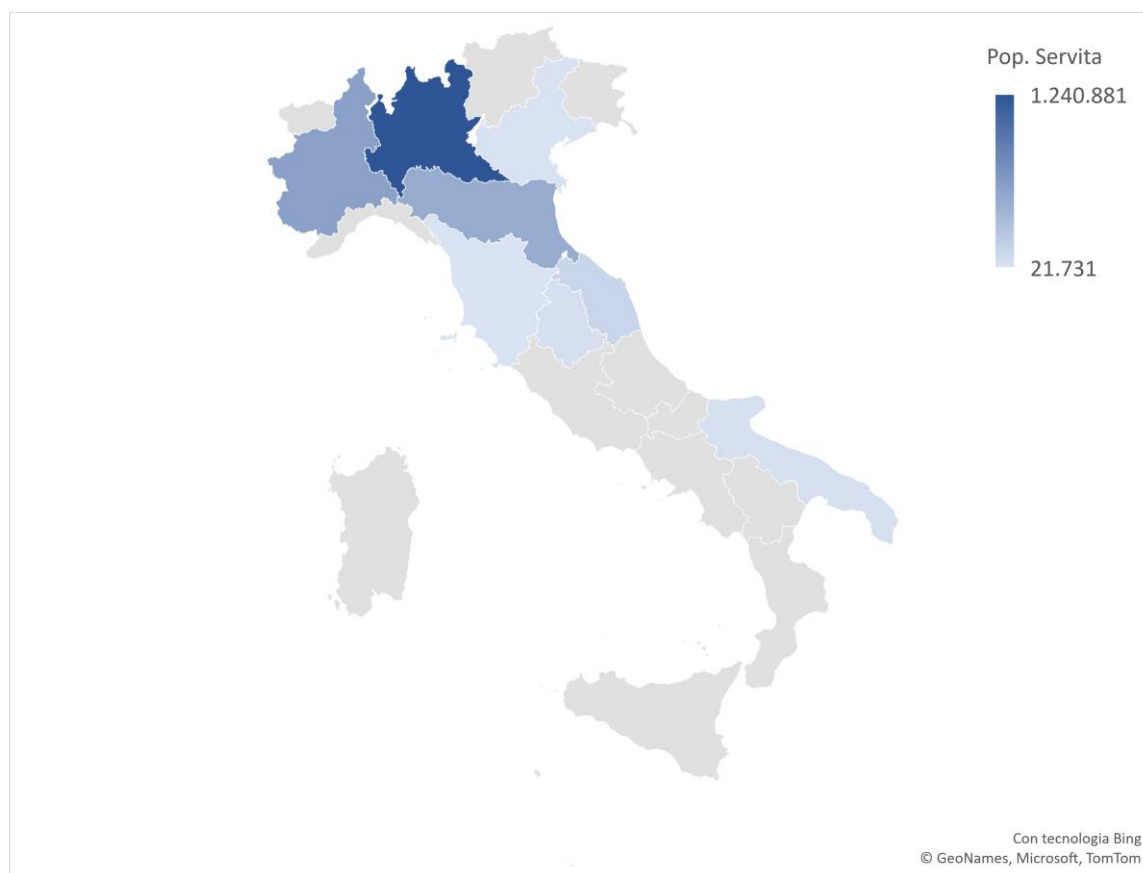 Pop. Servita
1.240.881
21.731
Con tecnologia Bing
© GeoNames, Microsoft, TomTom